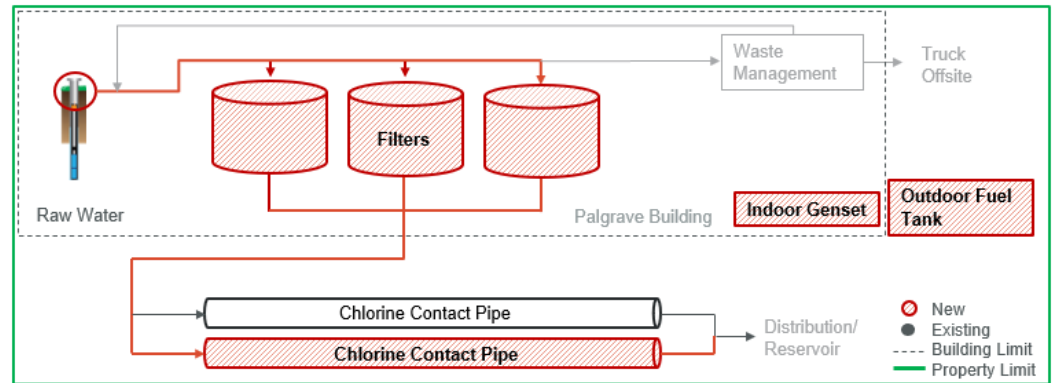 Waste
Management
Truck
Offsite
Filters
Raw Water
Palgrave Building
Indoor Genset
Outdoor Fuel
Tank
Chlorine Contact Pipe
Chlorine Contact Pipe
Distribution/
Reservoir
New
Existing
Building Limit
Property Limit